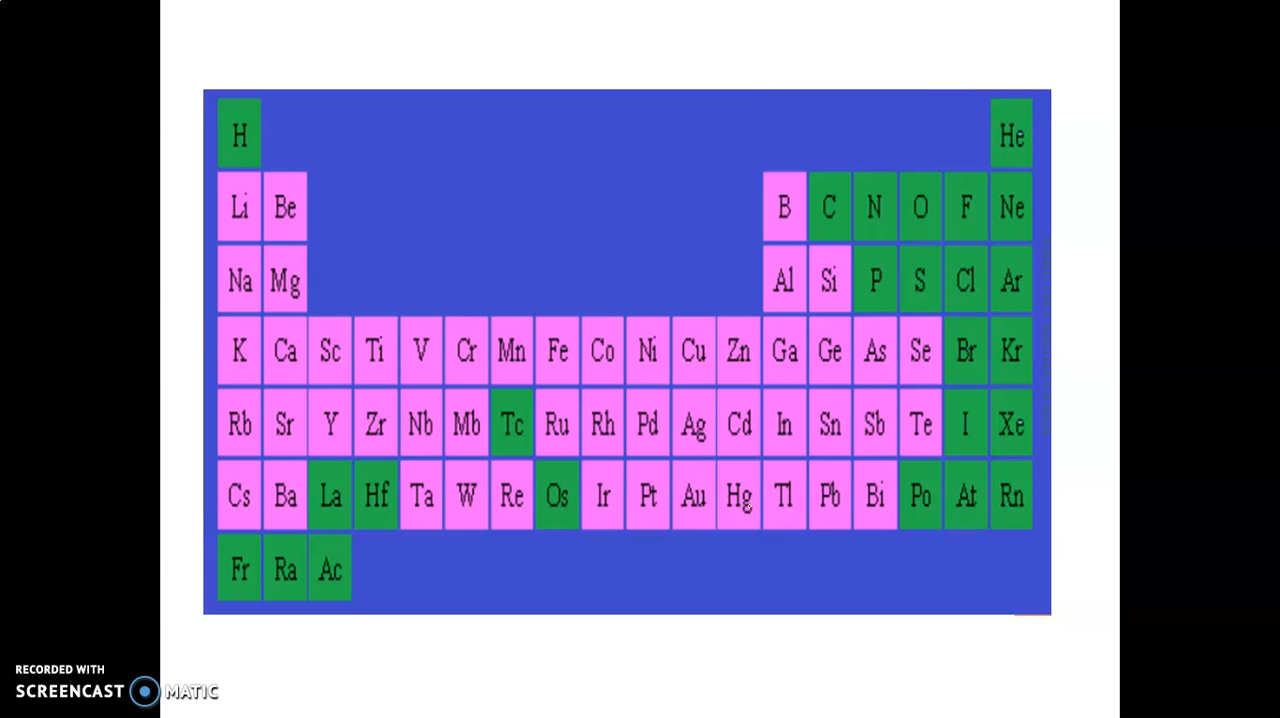 H He
Li Be B C N O F Ne
Na Mg Al Si P S Cl Ar
K Ca Sc Ti V Cr Mn Fe Co Ni Cu Zn Ga Ge As Se Br Kr
Rb Sr Y Zr Nb Mb Tc Ru Rh Pd Ag Cd In Sn Sb Te I Xe
Cs Ba La Hf Ta W Re Os Ir Pt Au Hg Tl Pb Bi Po At Rn
Fr Ra Ac
RECORDED WITH
SCREENCAST MATIC